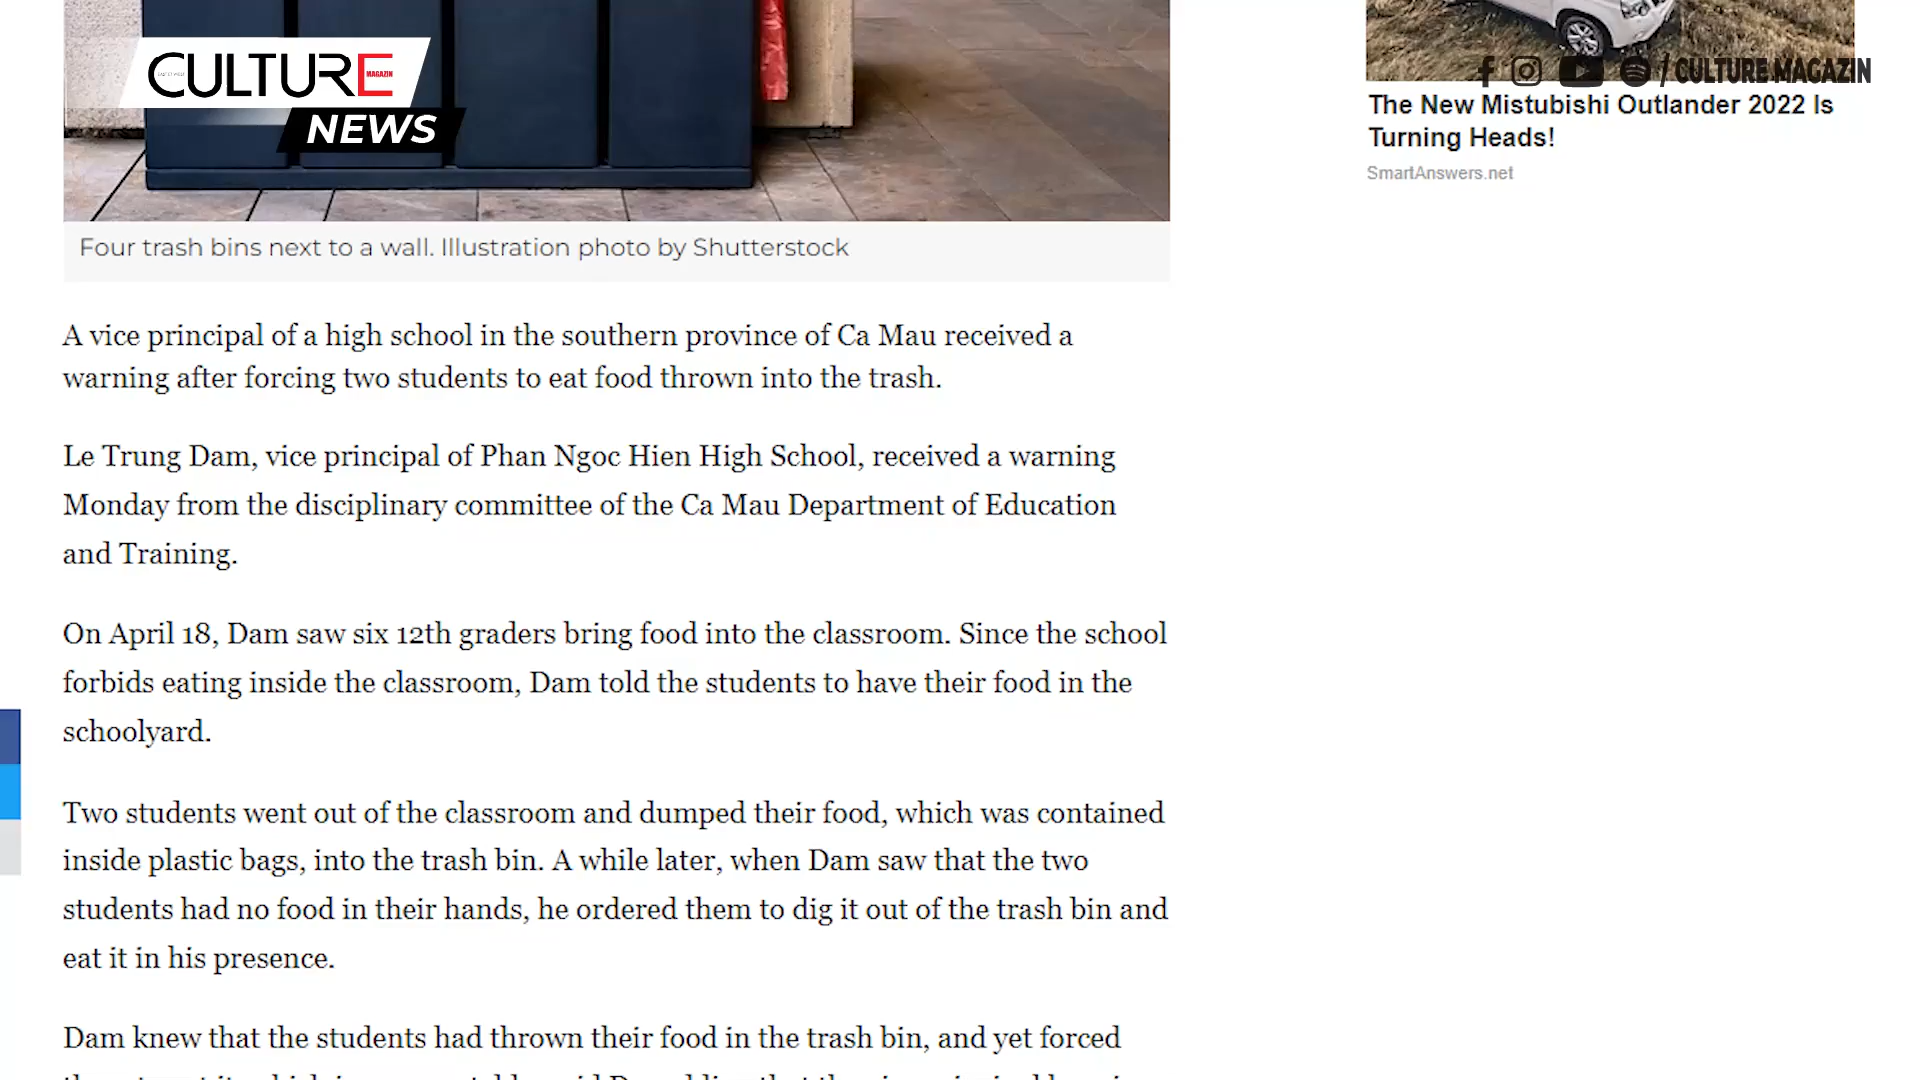 CULTURE
MAGAZIN
NEWS
/ CULTURE MAGAZIN
The New Mistubishi Outlander 2022 Is
Turning Heads!
SmartAnswers.net
Four trash bins next to a wall. Illustration photo by Shutterstock
A vice principal of a high school in the southern province of Ca Mau received a
warning after forcing two students to eat food thrown into the trash.
Le Trung Dam, vice principal of Phan Ngoc Hien High School, received a warning
Monday from the disciplinary committee of the Ca Mau Department of Education
and Training.
On April 18, Dam saw six 12th graders bring food into the classroom. Since the school
forbids eating inside the classroom, Dam told the students to have their food in the
schoolyard.
Two students went out of the classroom and dumped their food, which was contained
inside plastic bags, into the trash bin. A while later, when Dam saw that the two
students had no food in their hands, he ordered them to dig it out of the trash bin and
eat it in his presence.
Dam knew that the students had thrown their food in the trash bin, and yet forced